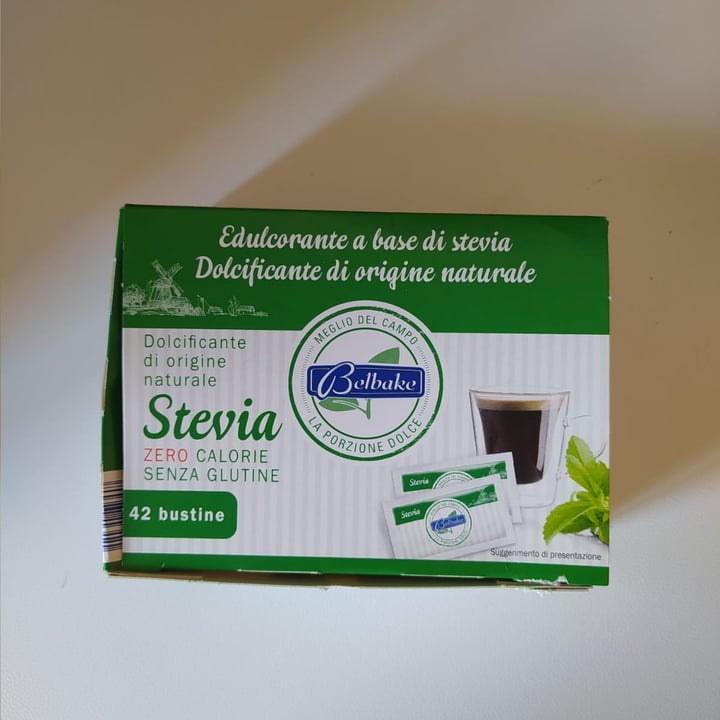 Edulcorante a base di stevia
Dolcificante di origine naturale
MEGLIO DEL CAMPO
Belbake
LA PORZIONE DOLCE
Dolcificante
di origine
naturale
Stevia
ZERO CALORIE
SENZA GLUTINE
42 bustine
Stevia
Stevia
Belbake
Suggerimento di presentazione